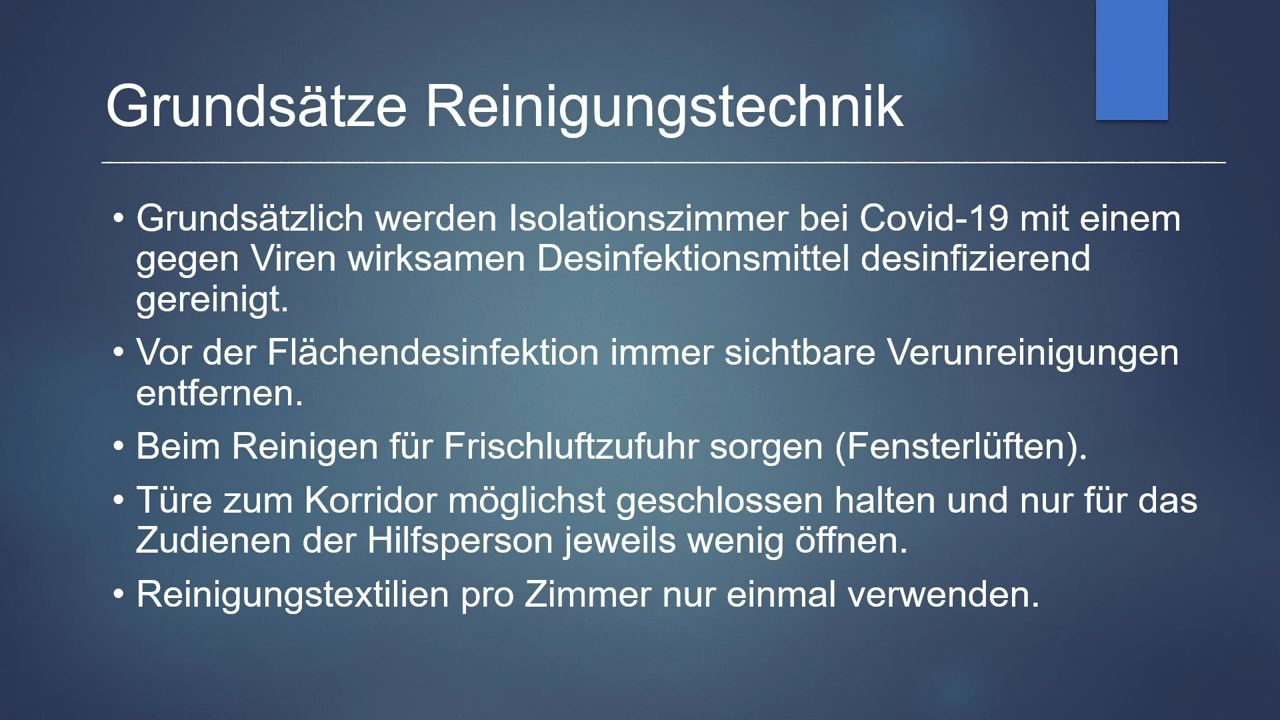 Grundsätze Reinigungstechnik
• Grundsätzlich werden Isolationszimmer bei Covid-19 mit einem
gegen Viren wirksamen Desinfektionsmittel desinfizierend
gereinigt.
• Vor der Flächendesinfektion immer sichtbare Verunreinigungen
entfernen.
• Beim Reinigen für Frischluftzufuhr sorgen (Fensterlüften).
• Türe zum Korridor möglichst geschlossen halten und nur für das
Zudienen der Hilfsperson jeweils wenig öffnen.
• Reinigungstextilien pro Zimmer nur einmal verwenden.